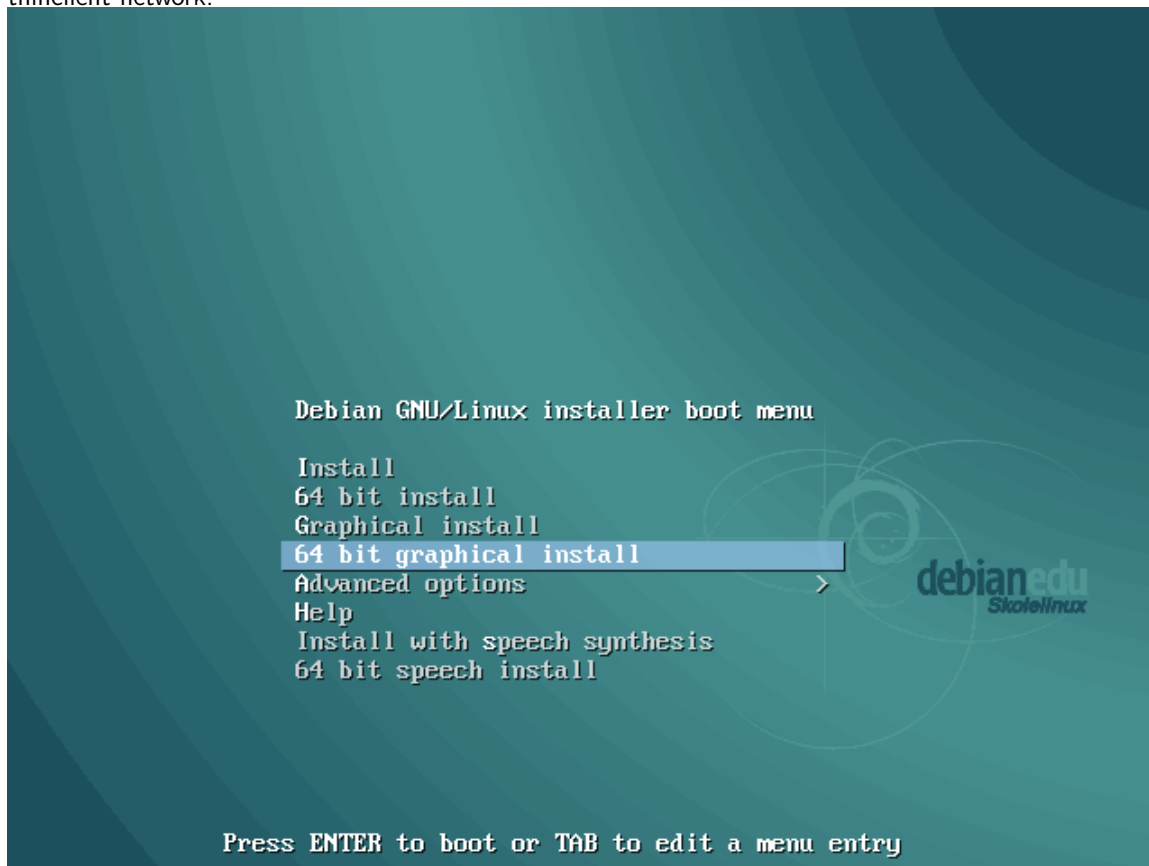 thinclient-network.
Debian GNU/Linux installer boot menu
Install
64 bit install
Graphical install
64 bit graphical install
Advanced options >
Help
Install with speech synthesis
64 bit speech install
debianedu
Skolelinux
Press ENTER to boot or TAB to edit a menu entry